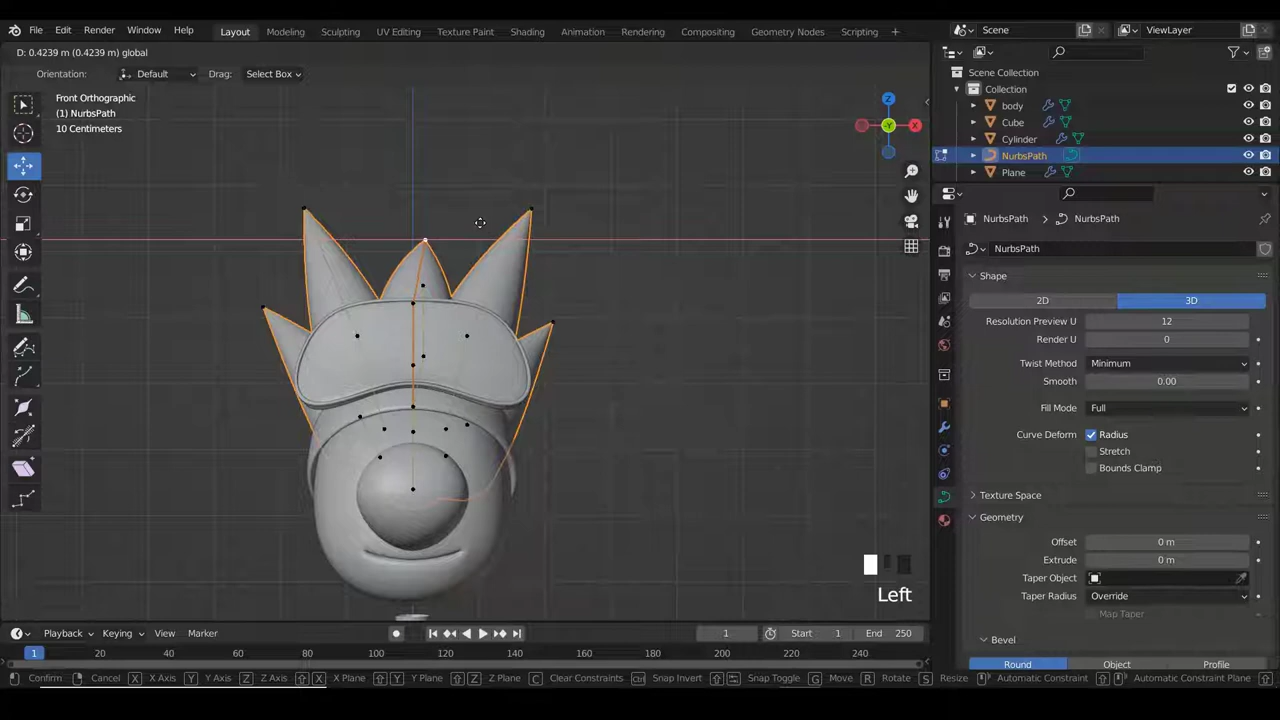 File Edit Render Window Help Layout Modeling Sculpting UV Editing Texture Paint Shading Animation Rendering Compositing Geometry Nodes Scripting + Scene ViewLayer
D: 0.4239 m (0.4239 m) global
Orientation: Default Drag: Select Box
Front Orthographic
(1) NurbsPath
10 Centimeters
Z
-Y
X
Scene Collection
Collection
body
Cube
Cylinder
NurbsPath
Plane
NurbsPath NurbsPath
NurbsPath
Shape
2D 3D
Resolution Preview U 12
Render U 0
Twist Method Minimum
Smooth 0.00
Fill Mode Full
Curve Deform Radius
Stretch
Bounds Clamp
Texture Space
Geometry
Offset 0 m
Extrude 0 m
Taper Object
Taper Radius Override
Map Taper
Bevel
Round Object Profile
Left
Playback Keying View Marker 1 Start 1 End 250
1 20 40 60 80 100 120 140 160 180 200 220 240
Confirm Cancel X X Axis Y Y Axis Z Z Axis X X Plane Y Y Plane Z Z Plane C Clear Constraints Ctrl Snap Invert Snap Toggle G Move R Rotate S Resize Automatic Constraint Automatic Constraint Plane